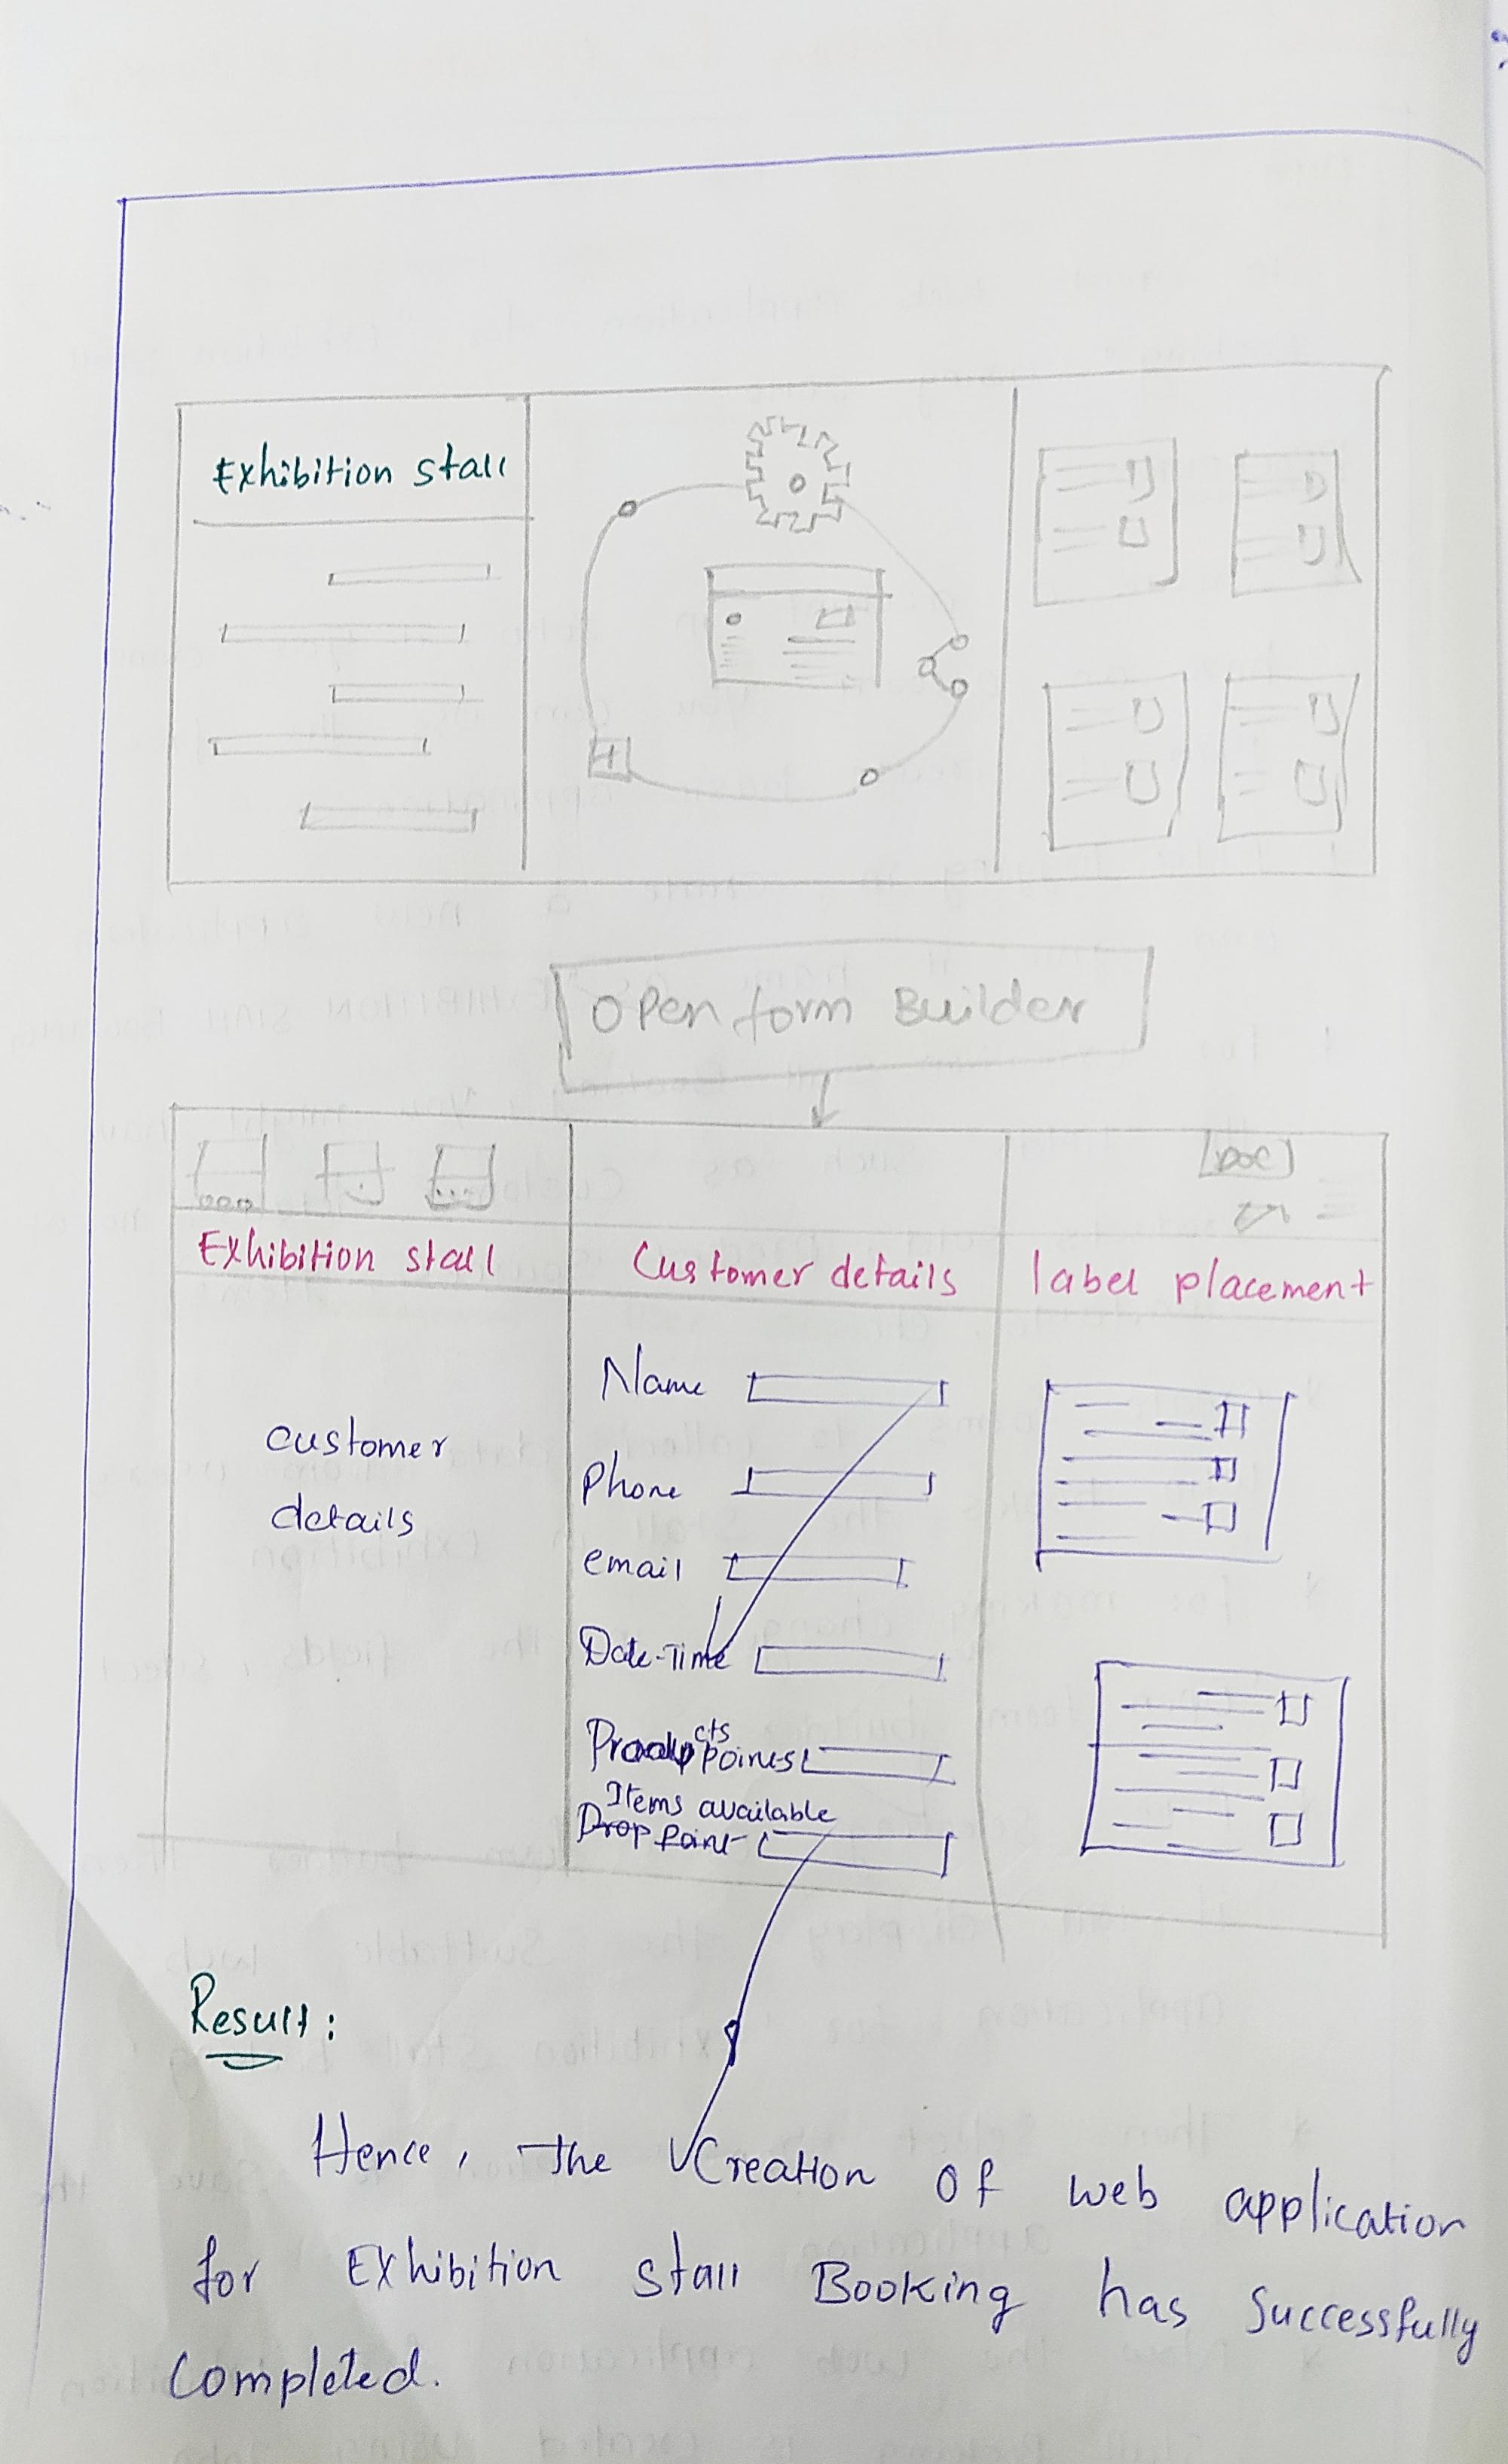 Exhibition stall
Open form Builder
[DOC]
Exhibition stall
Customer details
label placement
Name
customer
details
Phone
email
Date-Time
Products
Items available
Drop point
Result:
Hence, The Creation of web application
for Exhibition stall Booking has successfully
completed.